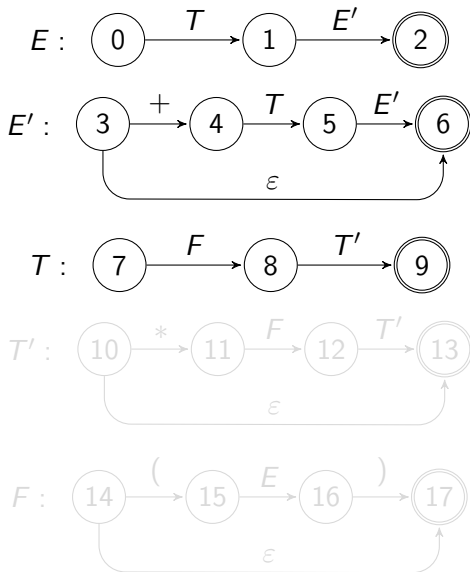 E : 0 T 1 E′ 2
E′ : 3 + 4 T 5 E′ 6
ε
T : 7 F 8 T′ 9
T′ : 10 * 11 F 12 T′ 13
ε
F : 14 ( 15 E 16 ) 17
ε